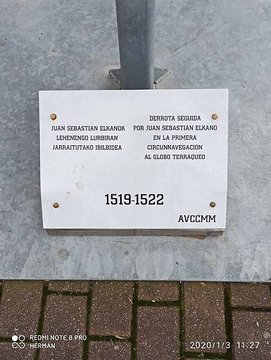 JUAN SEBASTIAN ELKANOK
LEHENENGO LURBIRAN
JARRAITUTAKO IBILBIDEA
DERROTA SEGUIDA
POR JUAN SEBASTIAN ELKANO
EN LA PRIMERA
CIRCUNNAVEGACION
AL GLOBO TERRAQUEO
1519-1522
AVCCMM
REDMI NOTE 8 PRO
HERMAN
2020/1/3 11:27